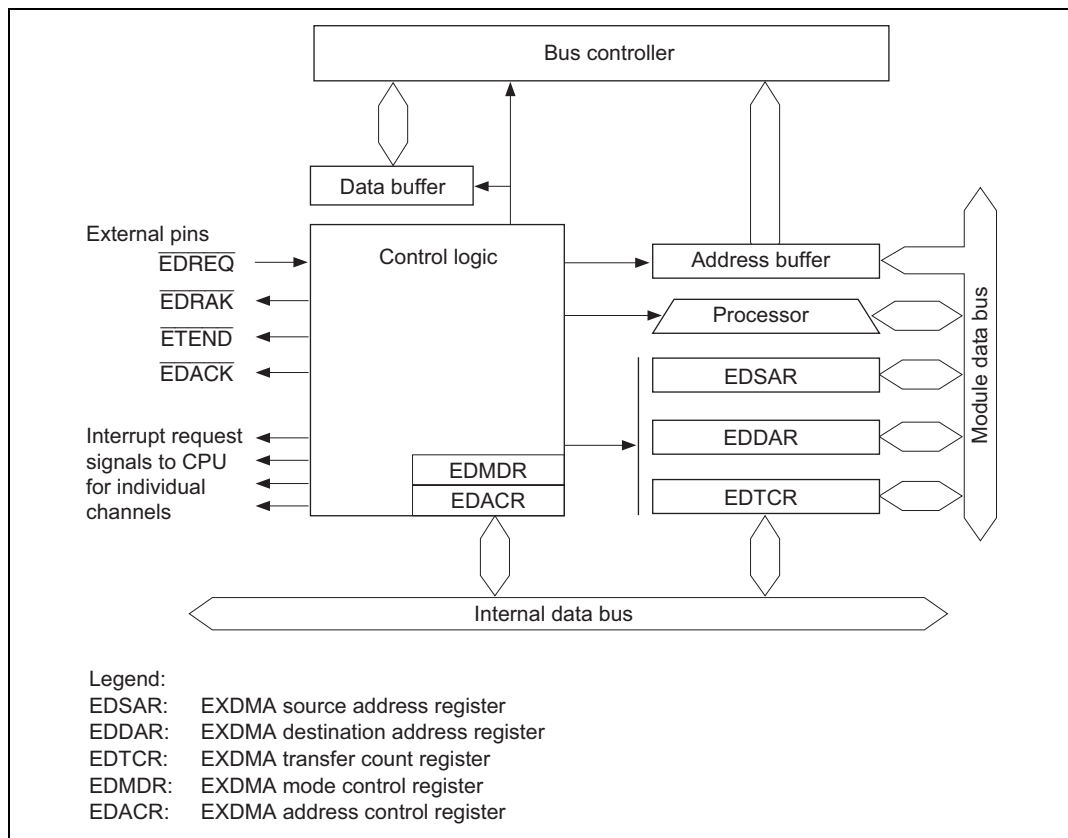 Bus controller
Data buffer
External pins
EDREQ
EDRAK
ETEND
EDACK
Interrupt request
signals to CPU
for individual
channels
Control logic
EDMDR
EDACR
Address buffer
Processor
EDSAR
EDDAR
EDTCR
Module data bus
Internal data bus
Legend:
EDSAR: EXDMA source address register
EDDAR: EXDMA destination address register
EDTCR: EXDMA transfer count register
EDMDR: EXDMA mode control register
EDACR: EXDMA address control register